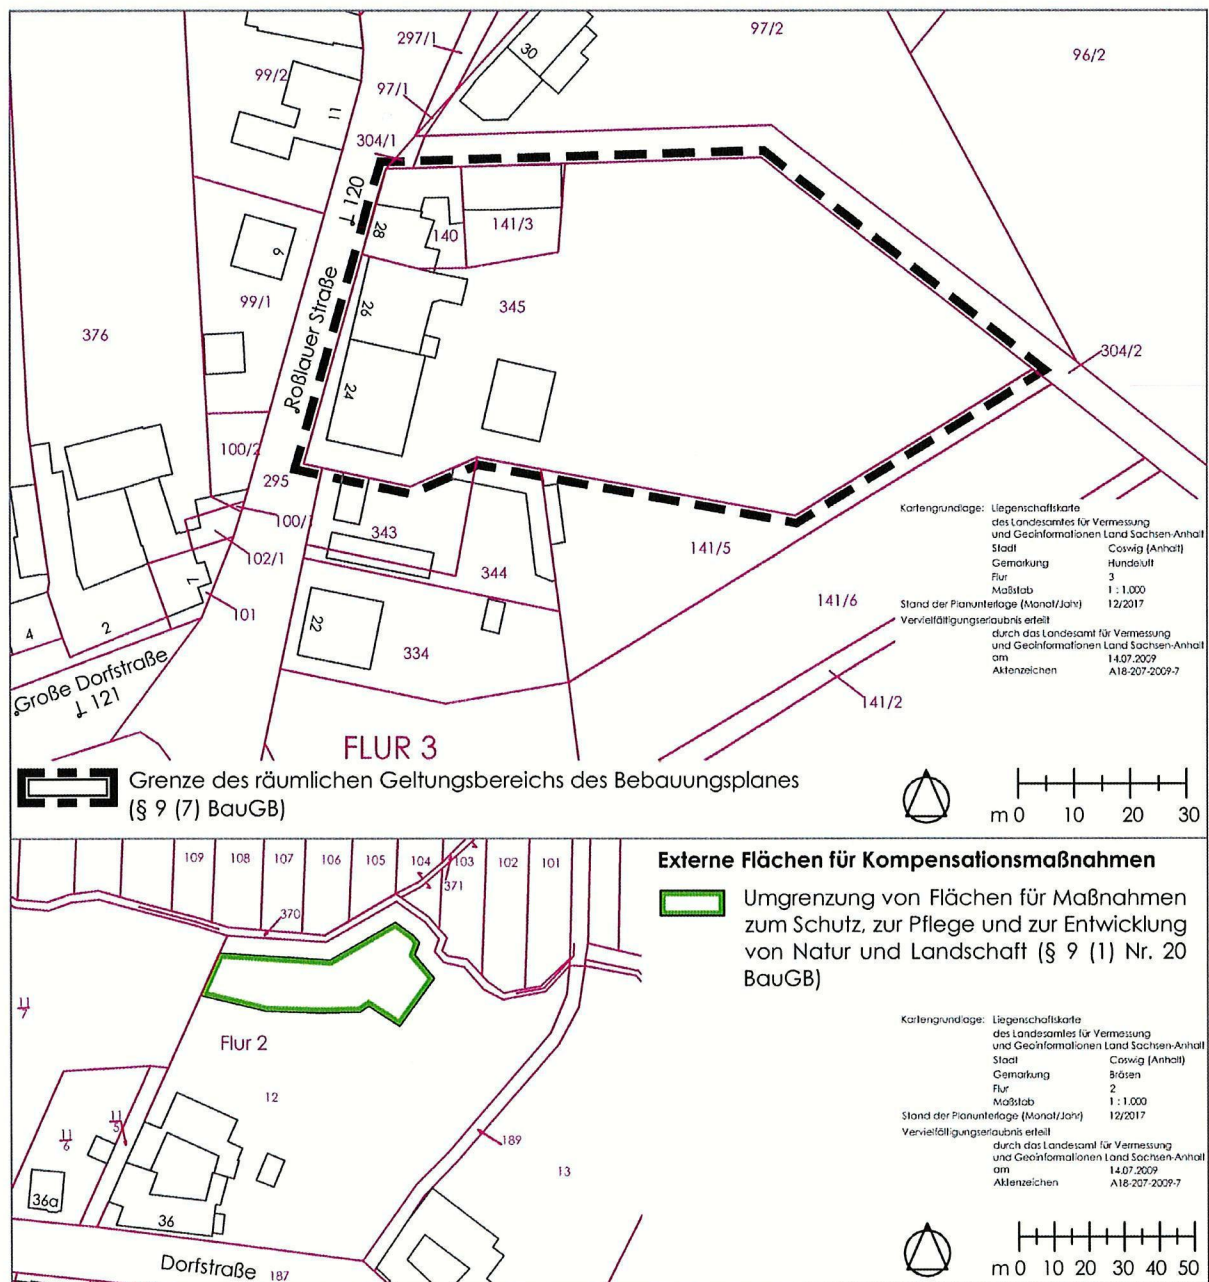 297/1
97/2
30
99/2
96/2
97/1
11
304/1
120
28
140
141/3
9
99/1
Roßlauer Straße
26
345
376
304/2
24
100/2
295
100/1
343
102/1
141/5
344
7
101
141/6
4
2
22
334
Große Dorfstraße
121
141/2
FLUR 3
Kartengrundlage: Liegenschaftskarte
des Landesamtes für Vermessung
und Geoinformationen Land Sachsen-Anhalt
Stadt Coswig (Anhalt)
Gemarkung Hundeluft
Flur 3
Maßstab 1 : 1.000
Stand der Planunterlage (Monat/Jahr) 12/2017
Vervielfältigungserlaubnis erteilt
durch das Landesamt für Vermessung
und Geoinformationen Land Sachsen-Anhalt
am 14.07.2009
Aktenzeichen A18-207-2009-7
Grenze des räumlichen Geltungsbereichs des Bebauungsplanes
(§ 9 (7) BauGB)
m 0 10 20 30
109 108 107 106 105 104 103 102 101
371
370
11/7
Flur 2
12
11/5
11/6
189
13
36a
36
Dorfstraße
187
Externe Flächen für Kompensationsmaßnahmen
Umgrenzung von Flächen für Maßnahmen
zum Schutz, zur Pflege und zur Entwicklung
von Natur und Landschaft (§ 9 (1) Nr. 20
BauGB)
Kartengrundlage: Liegenschaftskarte
des Landesamtes für Vermessung
und Geoinformationen Land Sachsen-Anhalt
Stadt Coswig (Anhalt)
Gemarkung Bräsen
Flur 2
Maßstab 1 : 1.000
Stand der Planunterlage (Monat/Jahr) 12/2017
Vervielfältigungserlaubnis erteilt
durch das Landesamt für Vermessung
und Geoinformationen Land Sachsen-Anhalt
am 14.07.2009
Aktenzeichen A18-207-2009-7
m 0 10 20 30 40 50